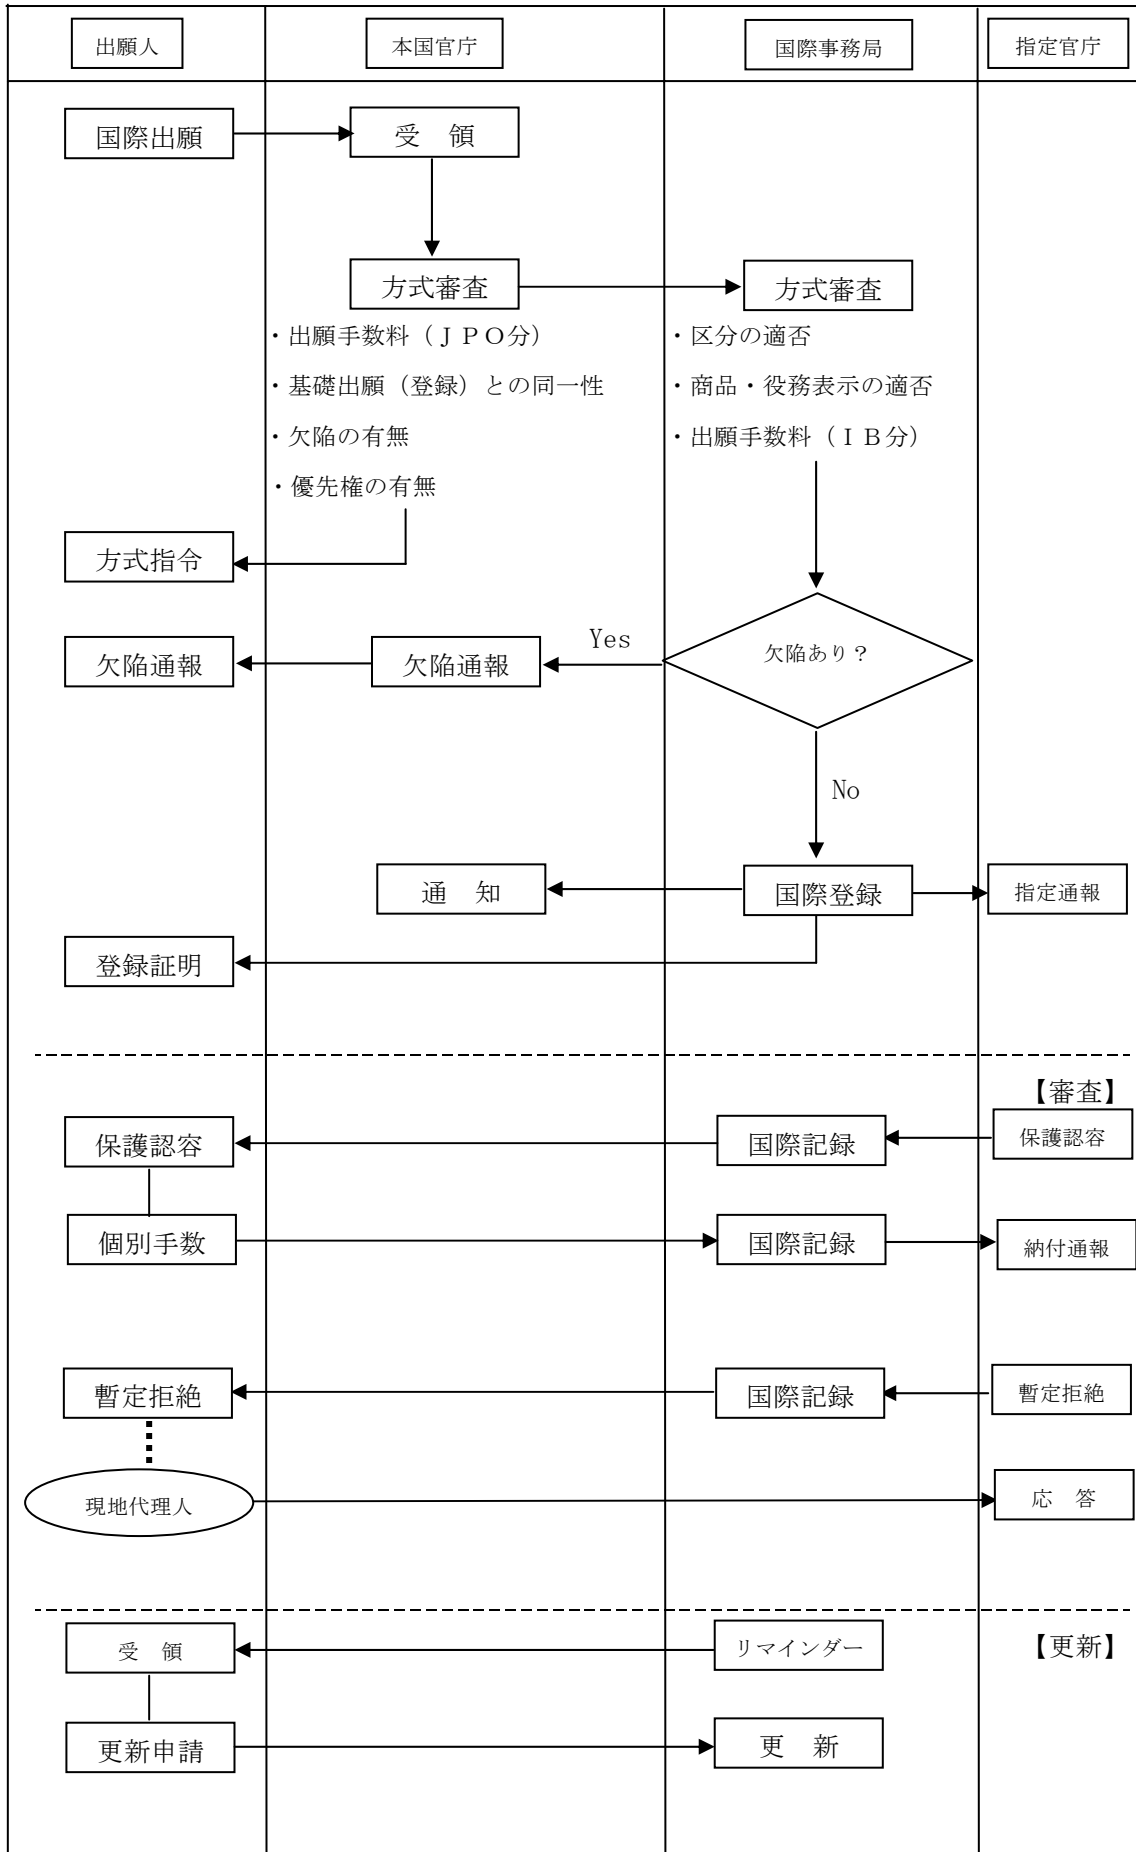 出願人
本国官庁
国際事務局
指定官庁
国際出願
受　領
方式審査
方式審査
・出願手数料（ＪＰＯ分）
・区分の適否
・基礎出願（登録）との同一性
・商品・役務表示の適否
・欠陥の有無
・出願手数料（ＩＢ分）
・優先権の有無
方式指令
欠陥通報
欠陥通報
Yes
欠陥あり？
No
通　知
国際登録
指定通報
登録証明
【審査】
保護認容
国際記録
保護認容
個別手数
国際記録
納付通報
暫定拒絶
国際記録
暫定拒絶
現地代理人
応　答
受　領
リマインダー
【更新】
更新申請
更　新